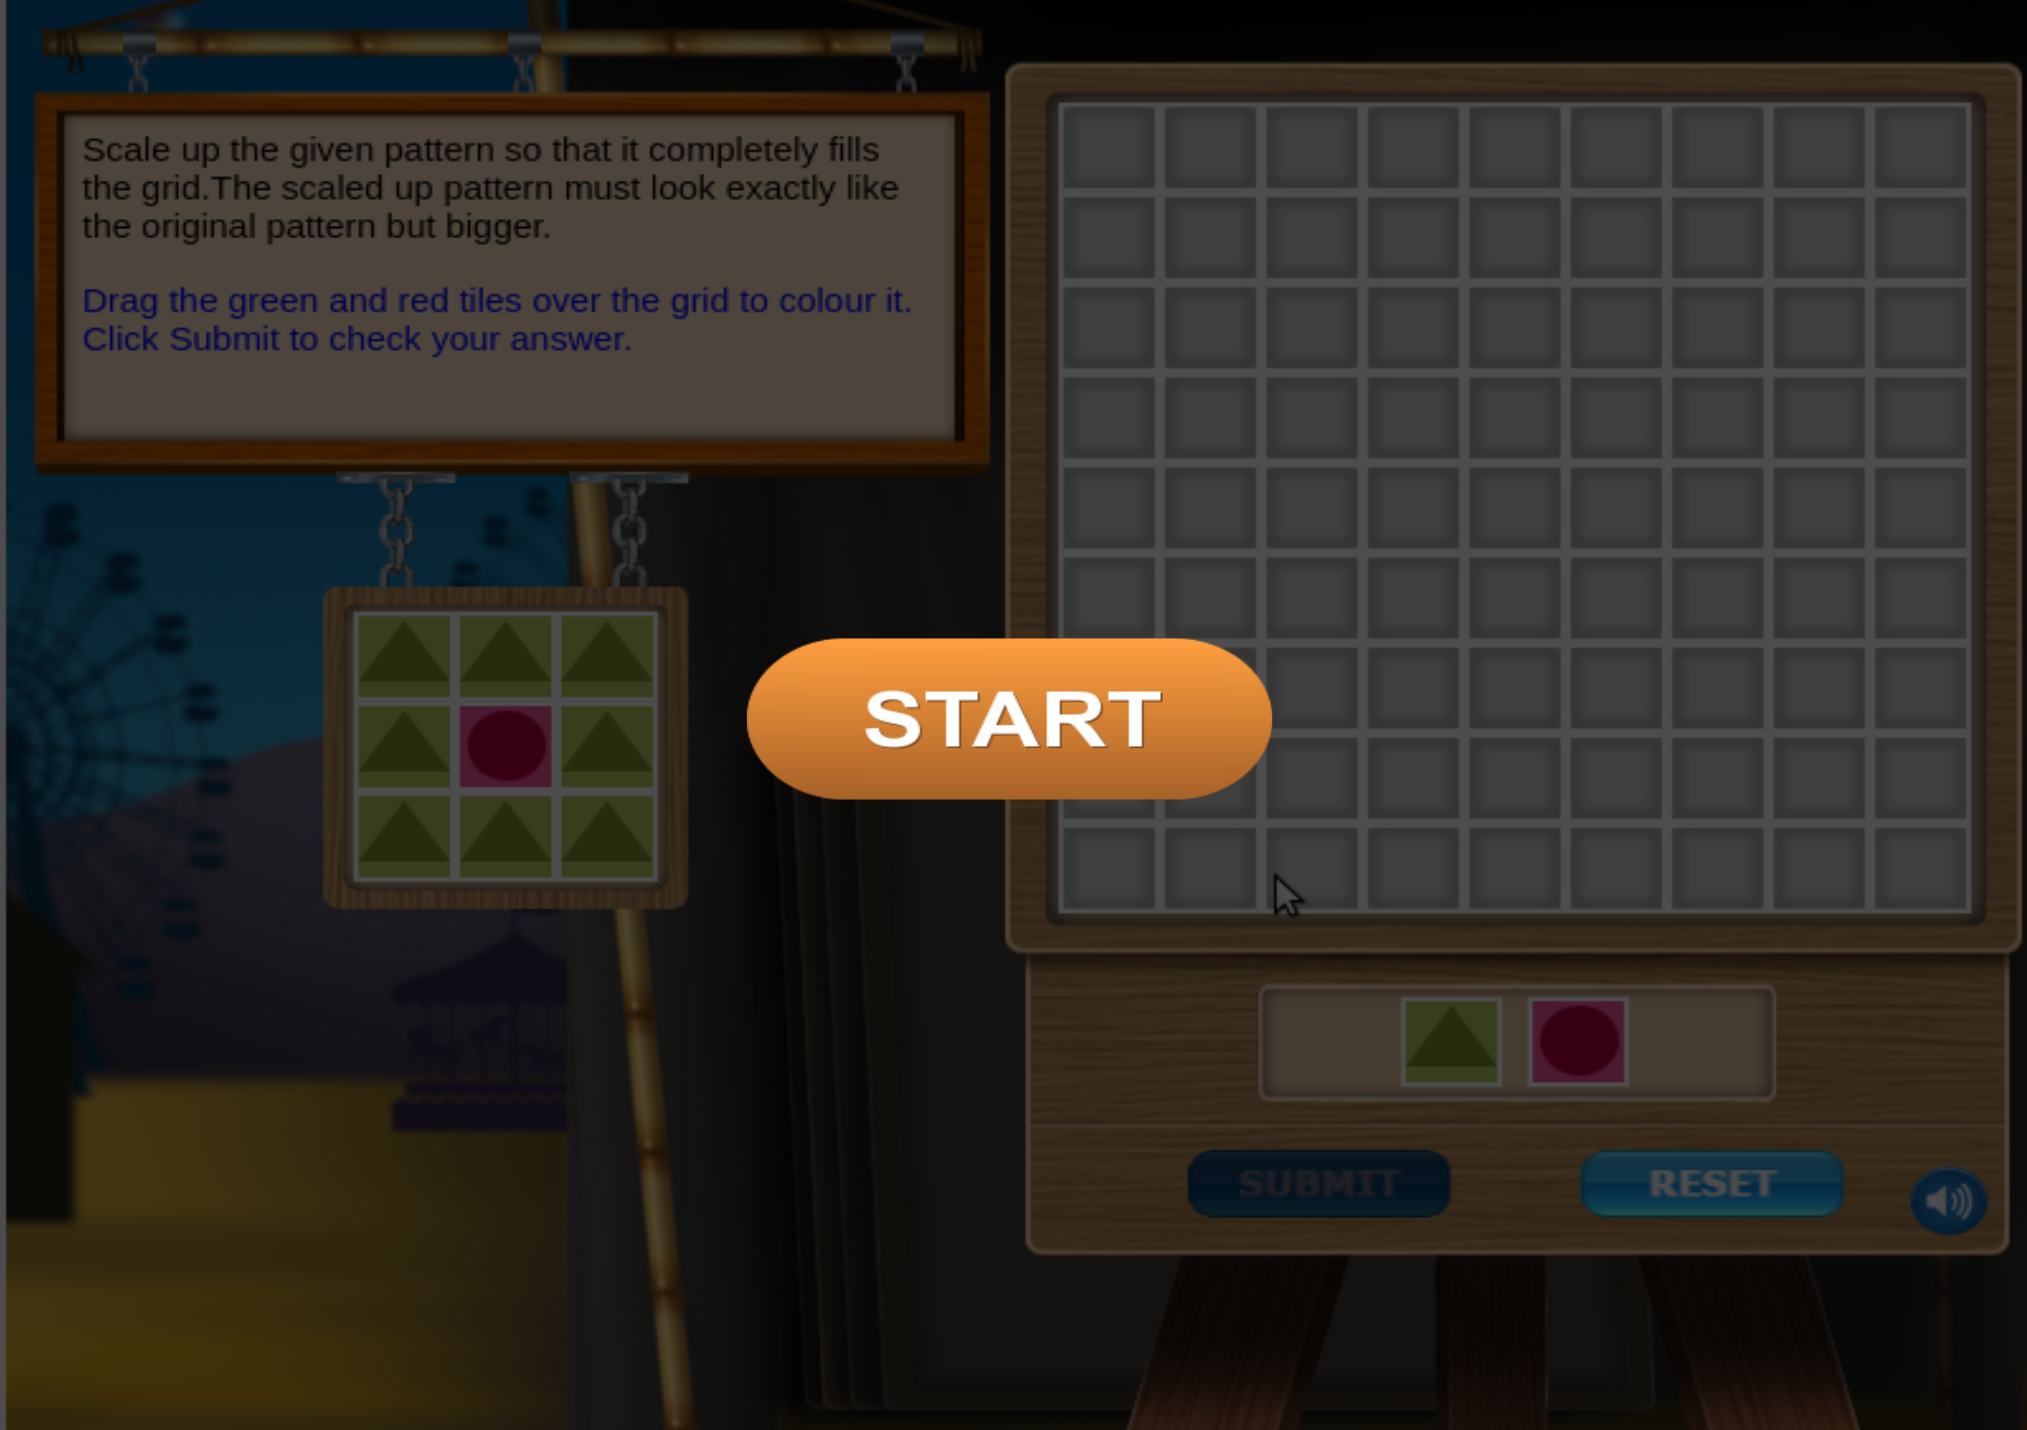 Scale up the given pattern so that it completely fills
the grid.The scaled up pattern must look exactly like
the original pattern but bigger.
Drag the green and red tiles over the grid to colour it.
Click Submit to check your answer.
START
SUBMIT
RESET